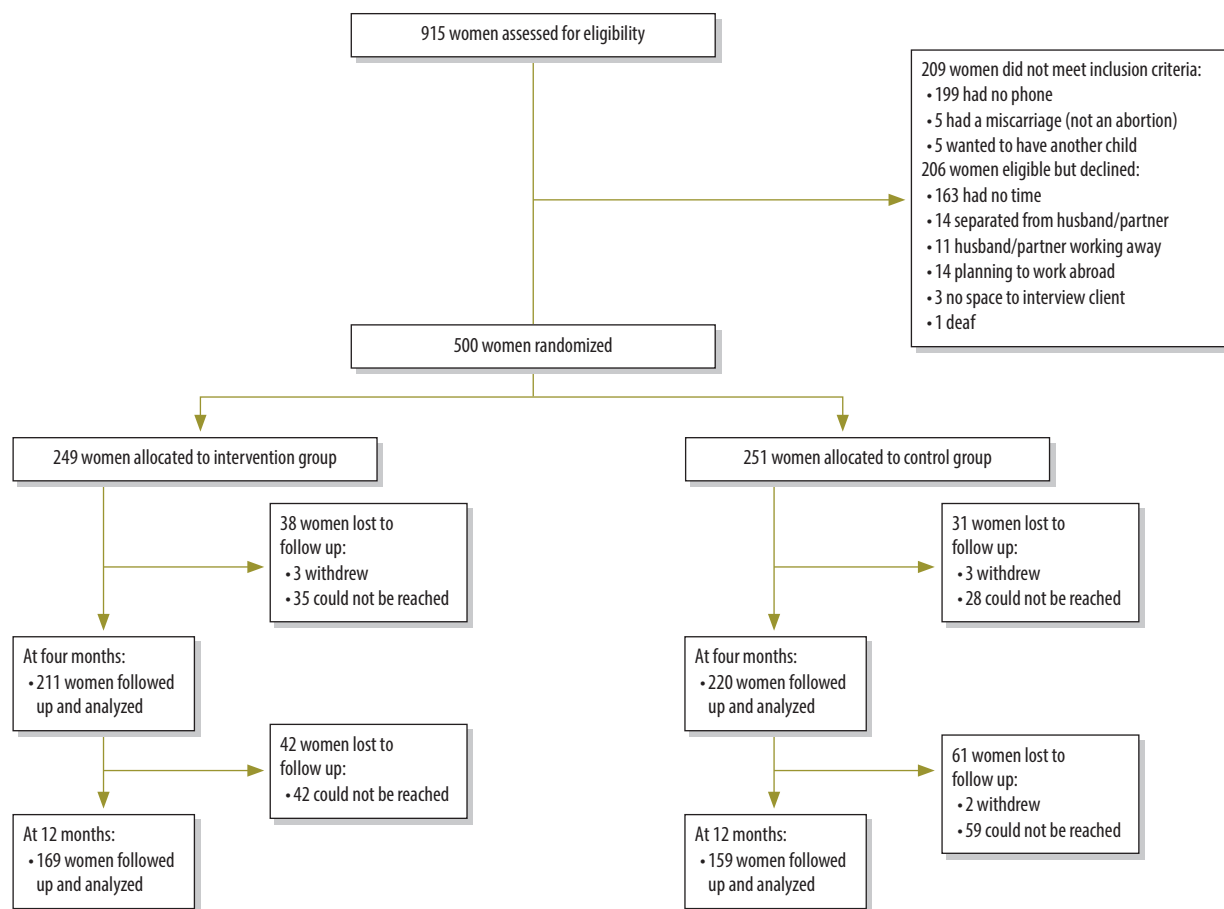 915 women assessed for eligibility
209 women did not meet inclusion criteria:
• 199 had no phone
• 5 had a miscarriage (not an abortion)
• 5 wanted to have another child
206 women eligible but declined:
• 163 had no time
• 14 separated from husband/partner
• 11 husband/partner working away
• 14 planning to work abroad
• 3 no space to interview client
• 1 deaf
500 women randomized
249 women allocated to intervention group
251 women allocated to control group
38 women lost to
follow up:
• 3 withdrew
• 35 could not be reached
31 women lost to
follow up:
• 3 withdrew
• 28 could not be reached
At four months:
• 211 women followed
up and analyzed
At four months:
• 220 women followed
up and analyzed
42 women lost to
follow up:
• 42 could not be reached
61 women lost to
follow up:
• 2 withdrew
• 59 could not be reached
At 12 months:
• 169 women followed
up and analyzed
At 12 months:
• 159 women followed
up and analyzed